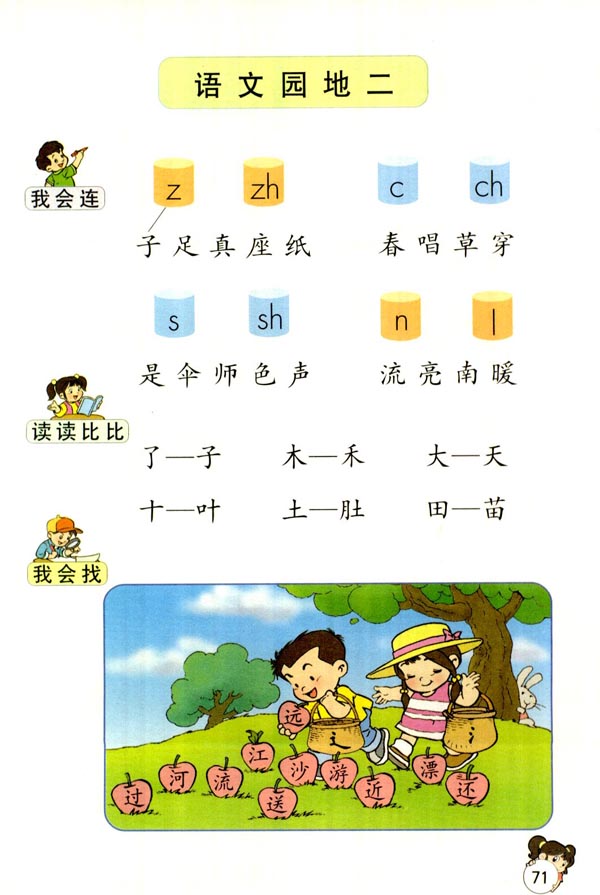 语文园地二
我会连
z zh c ch
子足真座纸 春唱草穿
s sh n l
是伞师色声 流亮南暖
读读比比
了—子 木—禾 大—天
十—叶 土—肚 田—苗
我会找
远
辶 氵
江
河 流 沙 游 漂
过 送 近 还
71